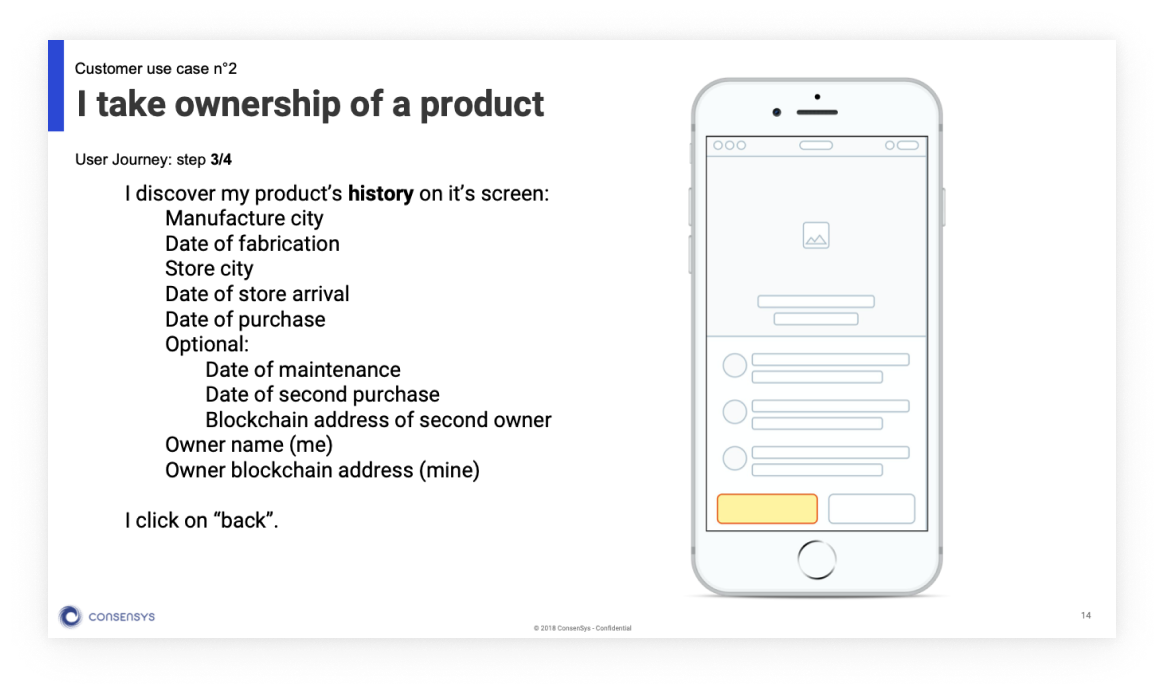 Customer use case n°2
I take ownership of a product
User Journey: step 3/4
I discover my product's history on it's screen:
Manufacture city
Date of fabrication
Store city
Date of store arrival
Date of purchase
Optional:
Date of maintenance
Date of second purchase
Blockchain address of second owner
Owner name (me)
Owner blockchain address (mine)
I click on “back”.
CONSENSYS
© 2018 ConsenSys - Confidential
14